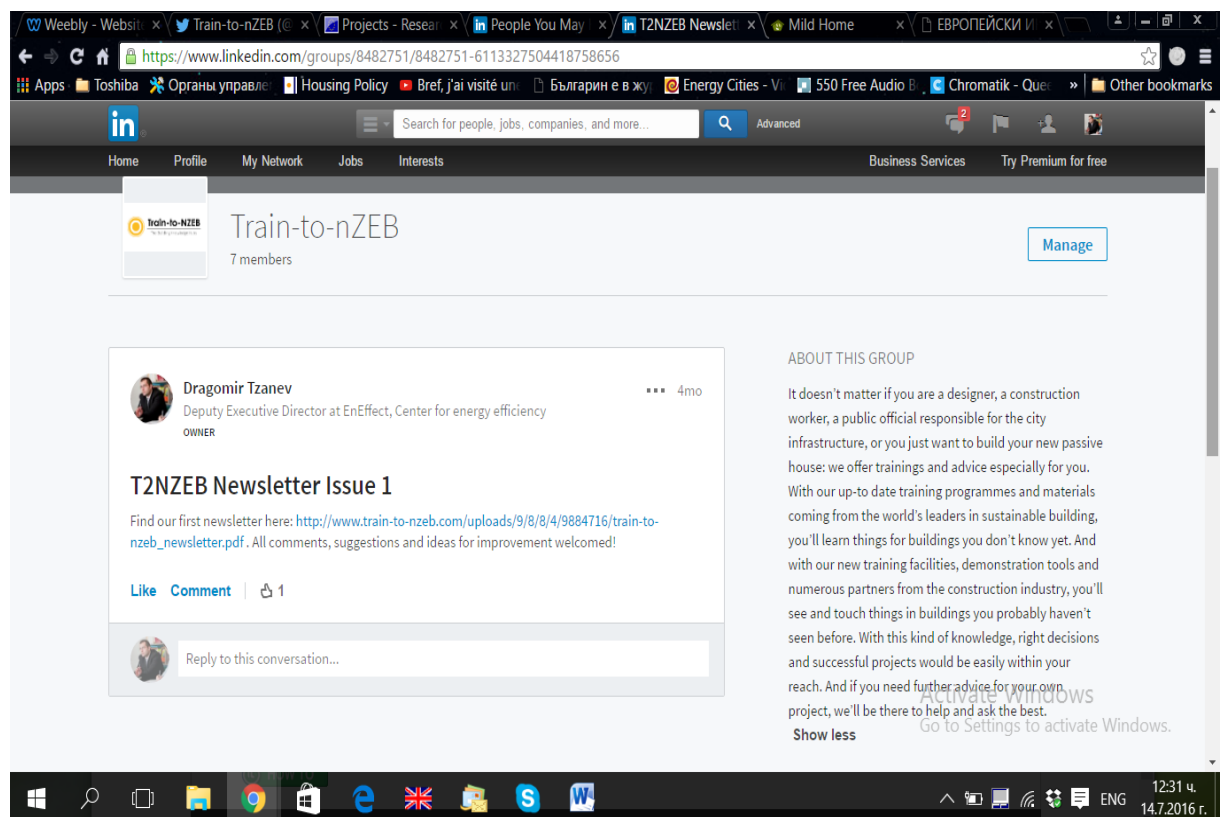 Weebly - Websit
Train-to-nZEB (@
Projects - Resear
People You May
T2NZEB Newslett
Mild Home
ЕВРОПЕЙСКИ И
https://www.linkedin.com/groups/8482751/8482751-6113327504418758656
Apps Toshiba Органы управлен Housing Policy Bref, j'ai visité une Българин е в жу Energy Cities - Vi 550 Free Audio B Chromatik - Que » Other bookmarks
in Search for people, jobs, companies, and more... Advanced 2
Home Profile My Network Jobs Interests Business Services Try Premium for free
Train-to-NZEB
Train-to-nZEB
7 members
Manage
Dragomir Tzanev
4mo
Deputy Executive Director at EnEffect, Center for energy efficiency
OWNER
T2NZEB Newsletter Issue 1
Find our first newsletter here: http://www.train-to-nzeb.com/uploads/9/8/8/4/9884716/train-to-
nzeb_newsletter.pdf . All comments, suggestions and ideas for improvement welcomed!
Like Comment 1
Reply to this conversation...
ABOUT THIS GROUP
It doesn't matter if you are a designer, a construction
worker, a public official responsible for the city
infrastructure, or you just want to build your new passive
house: we offer trainings and advice especially for you.
With our up-to date training programmes and materials
coming from the world's leaders in sustainable building,
you'll learn things for buildings you don't know yet. And
with our new training facilities, demonstration tools and
numerous partners from the construction industry, you'll
see and touch things in buildings you probably haven't
seen before. With this kind of knowledge, right decisions
and successful projects would be easily within your
reach. And if you need further advice for your own
project, we'll be there to help and ask the best.
Show less
Activate Windows
Go to Settings to activate Windows.
ENG
12:31 ч.
14.7.2016 г.